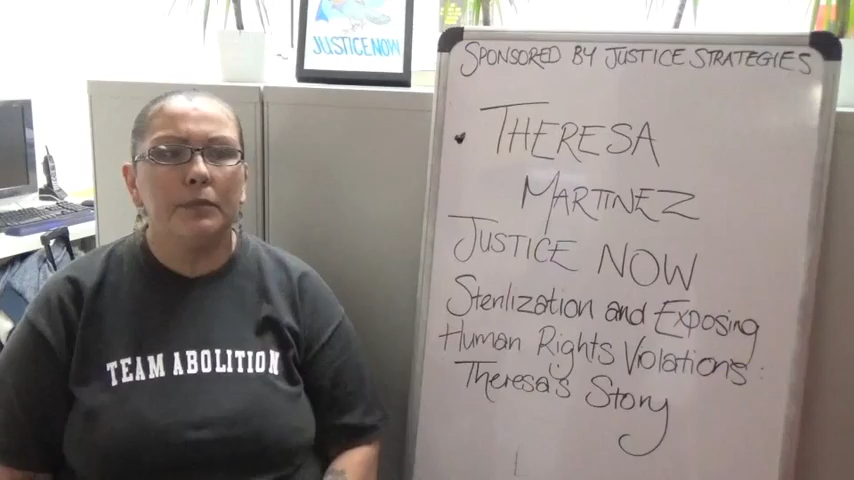 JUSTICE NOW
SPONSORED BY JUSTICE STRATEGIES
THERESA
MARTINEZ
JUSTICE NOW
Sterilization and Exposing
Human Rights Violations:
Theresa's Story
TEAM ABOLITION